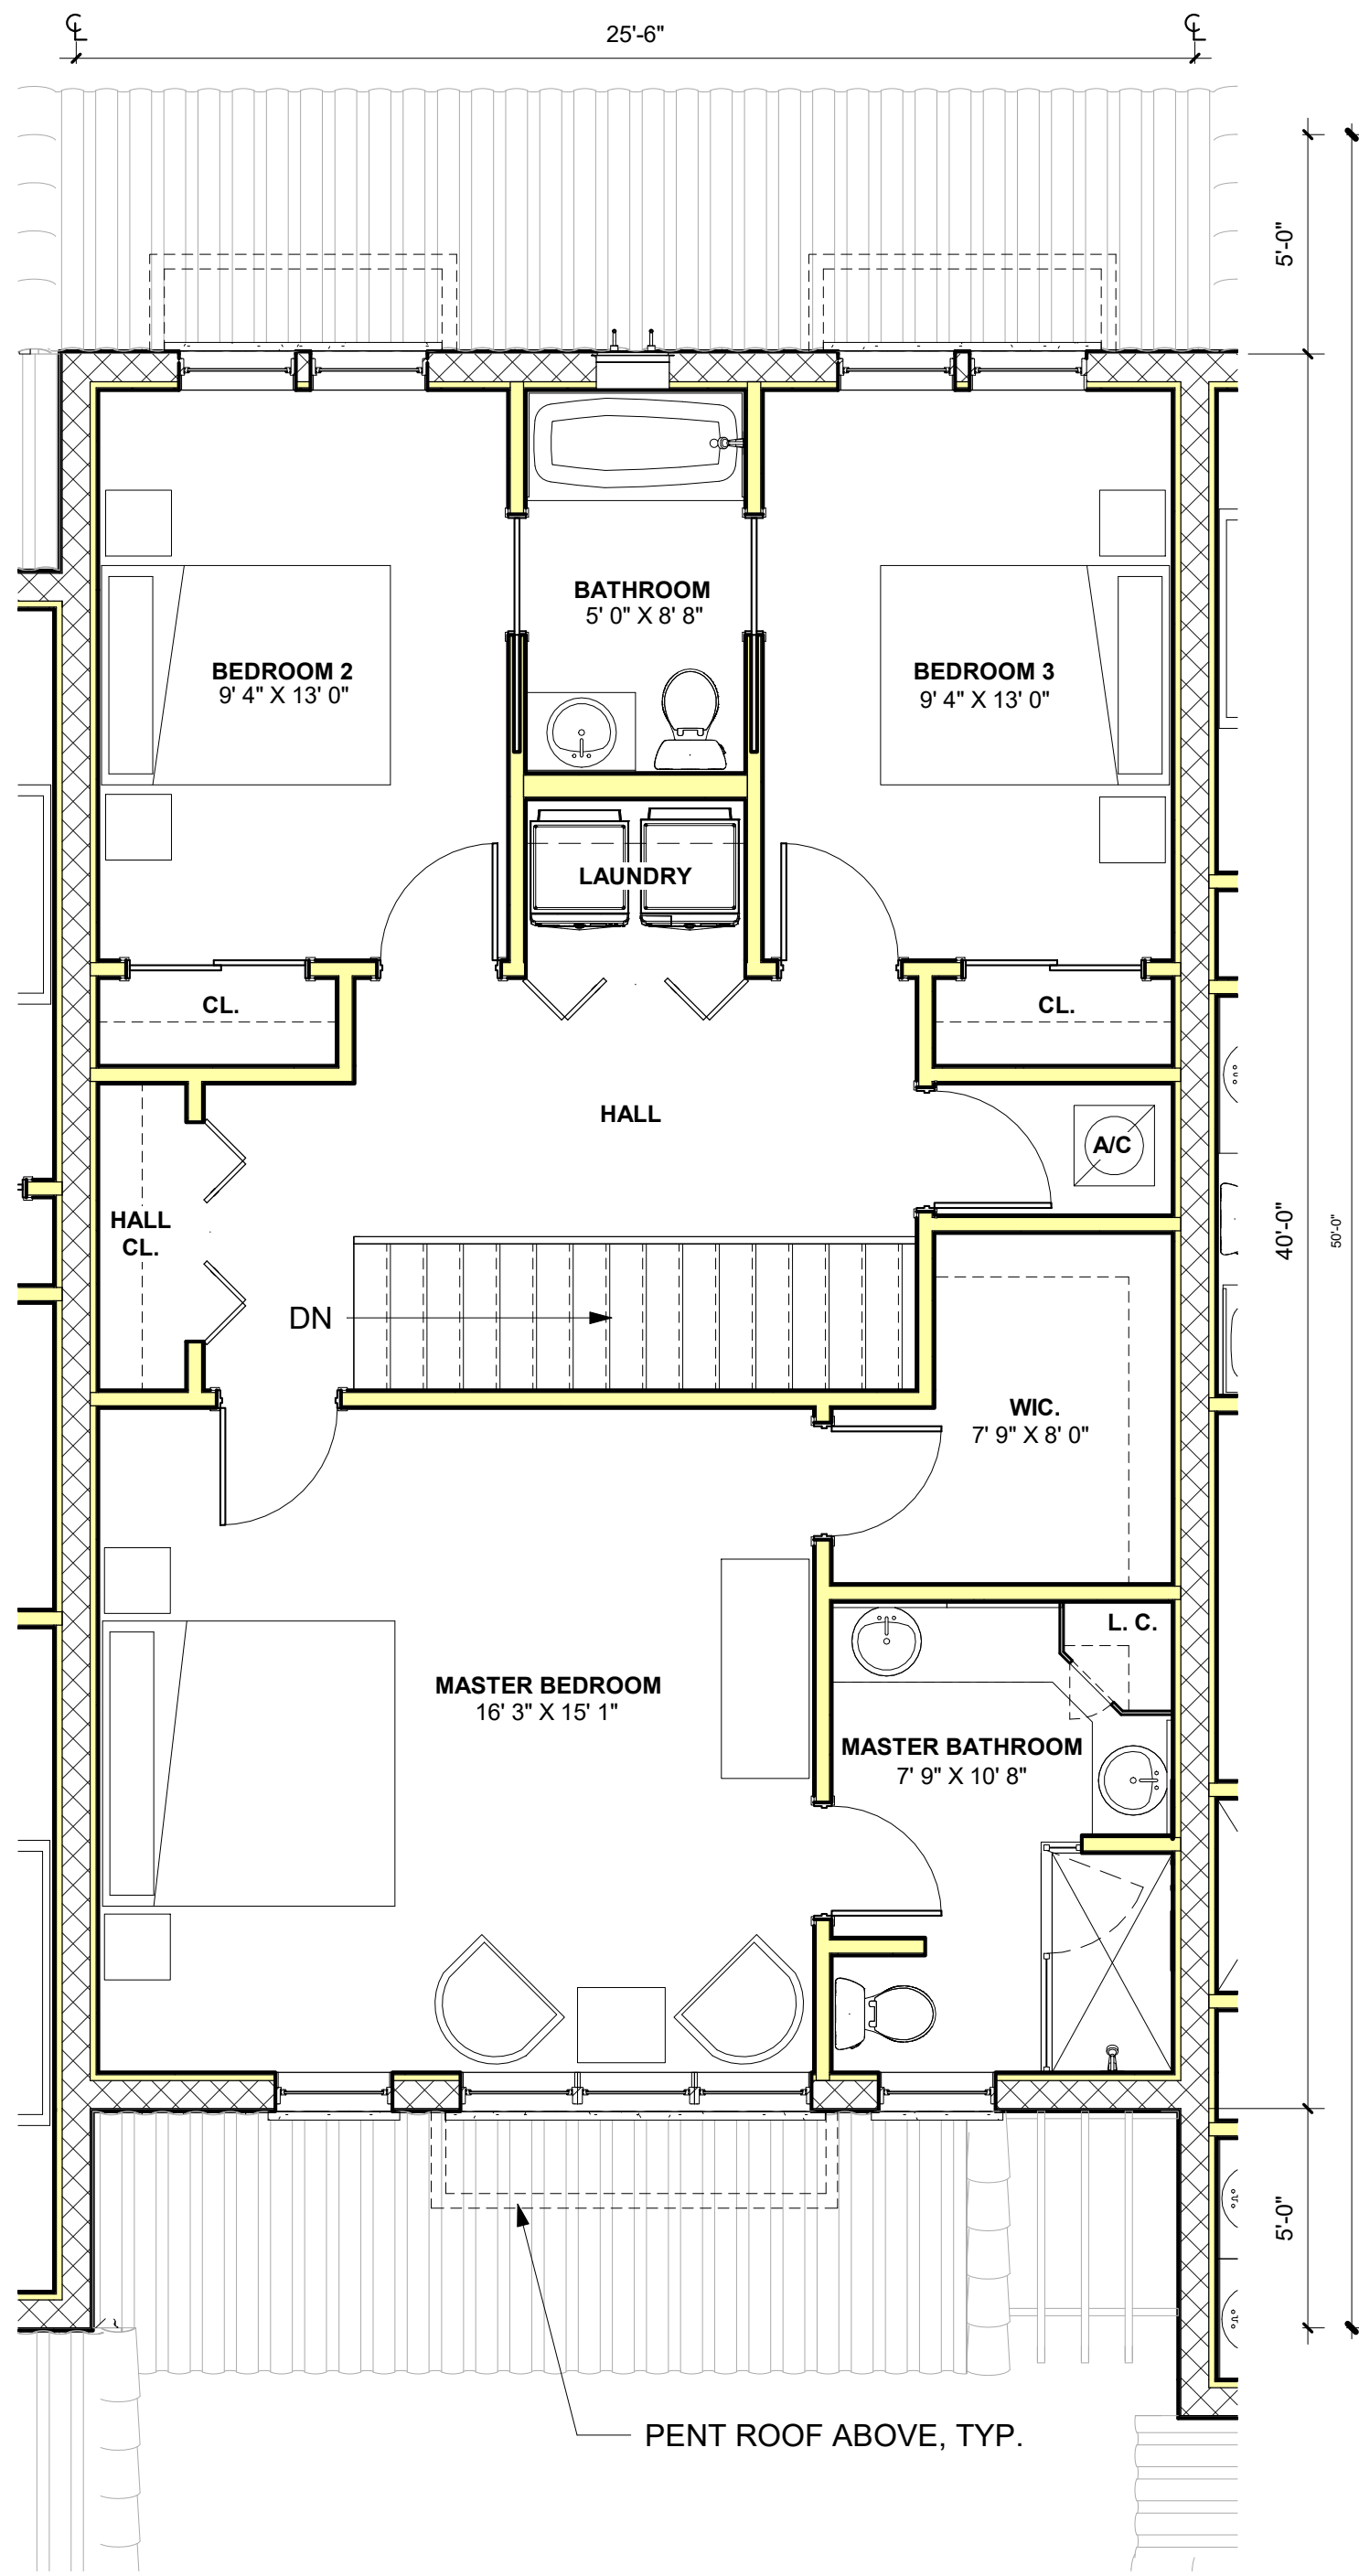 ℄
25'-6"
℄
5'-0"
BATHROOM
5' 0" X 8' 8"
BEDROOM 2
9' 4" X 13' 0"
BEDROOM 3
9' 4" X 13' 0"
LAUNDRY
CL.
CL.
HALL
A/C
HALL
CL.
40'-0"
50'-0"
DN
WIC.
7' 9" X 8' 0"
L. C.
MASTER BEDROOM
16' 3" X 15' 1"
MASTER BATHROOM
7' 9" X 10' 8"
5'-0"
PENT ROOF ABOVE, TYP.